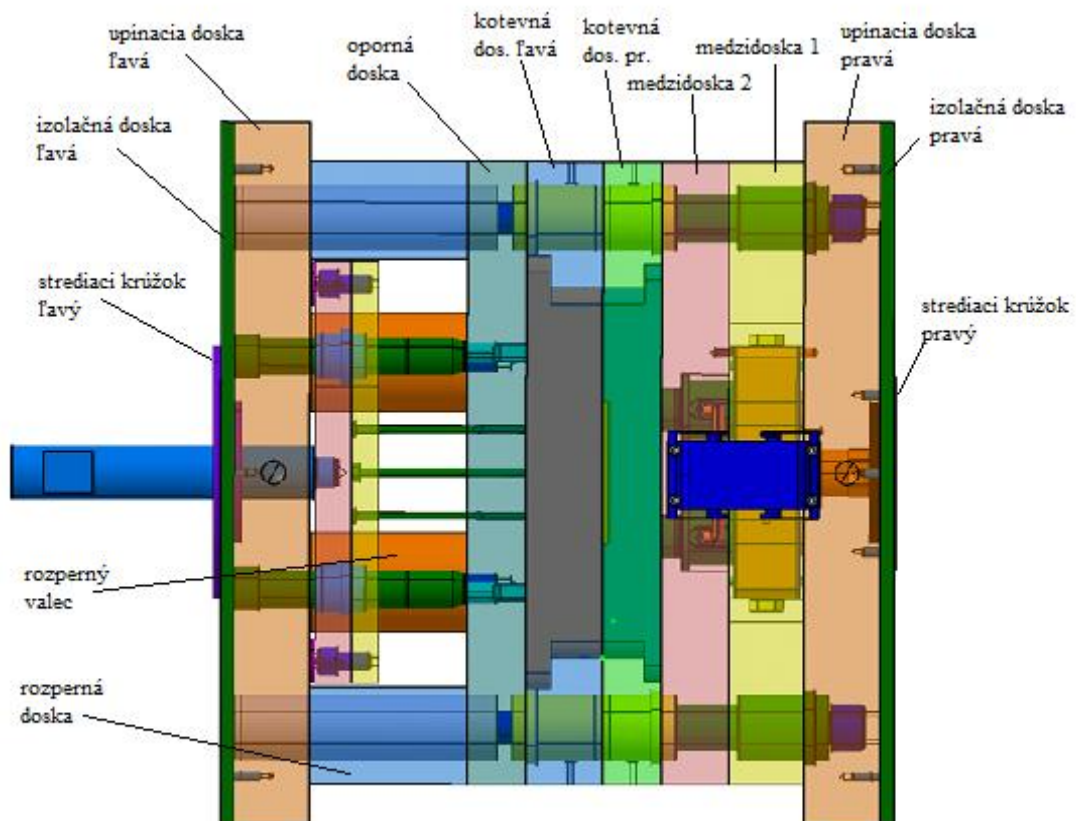 upinacia doska
ľavá
oporná
doska
kotevná
dos. ľavá
kotevná
dos. pr.
medzidoska 2
medzidoska 1
upinacia doska
pravá
izolačná doska
ľavá
izolačná doska
pravá
strediaci krúžok
ľavý
strediaci krúžok
pravý
rozperný
valec
rozperná
doska